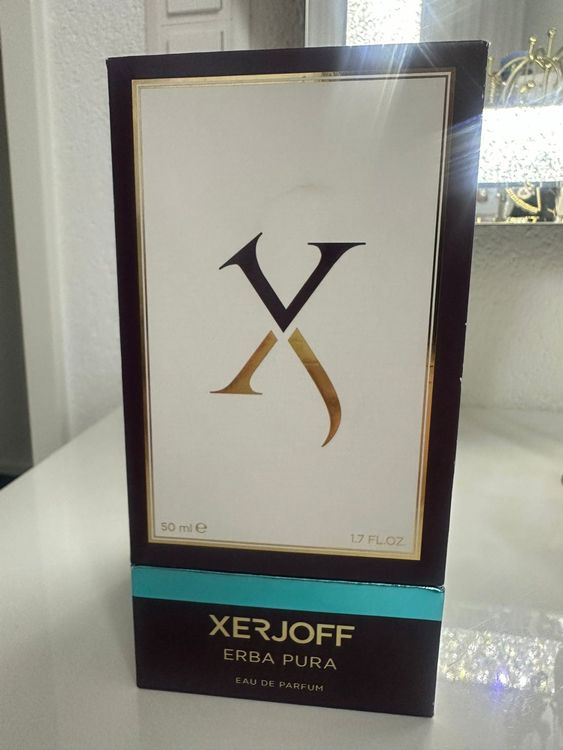 X
50 ml e
1.7 FL.OZ.
XERJOFF
ERBA PURA
EAU DE PARFUM